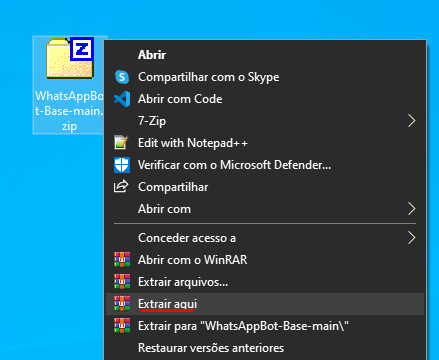 WhatsAppBo
t-Base-main.
zip
Abrir
Compartilhar com o Skype
Abrir com Code
7-Zip
Edit with Notepad++
Verificar com o Microsoft Defender...
Compartilhar
Abrir com
Conceder acesso a
Abrir com o WinRAR
Extrair arquivos...
Extrair aqui
Extrair para "WhatsAppBot-Base-main\"
Restaurar versões anteriores